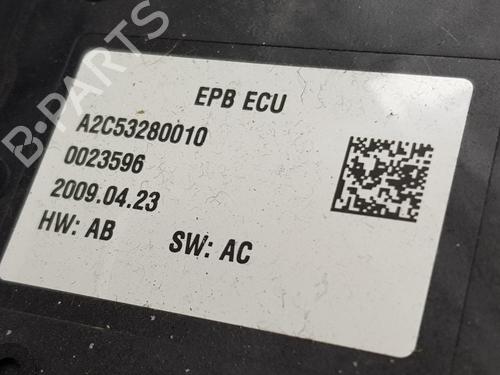 EPB ECU
A2C53280010
0023596
2009.04.23
HW: AB SW: AC
B-PARTS